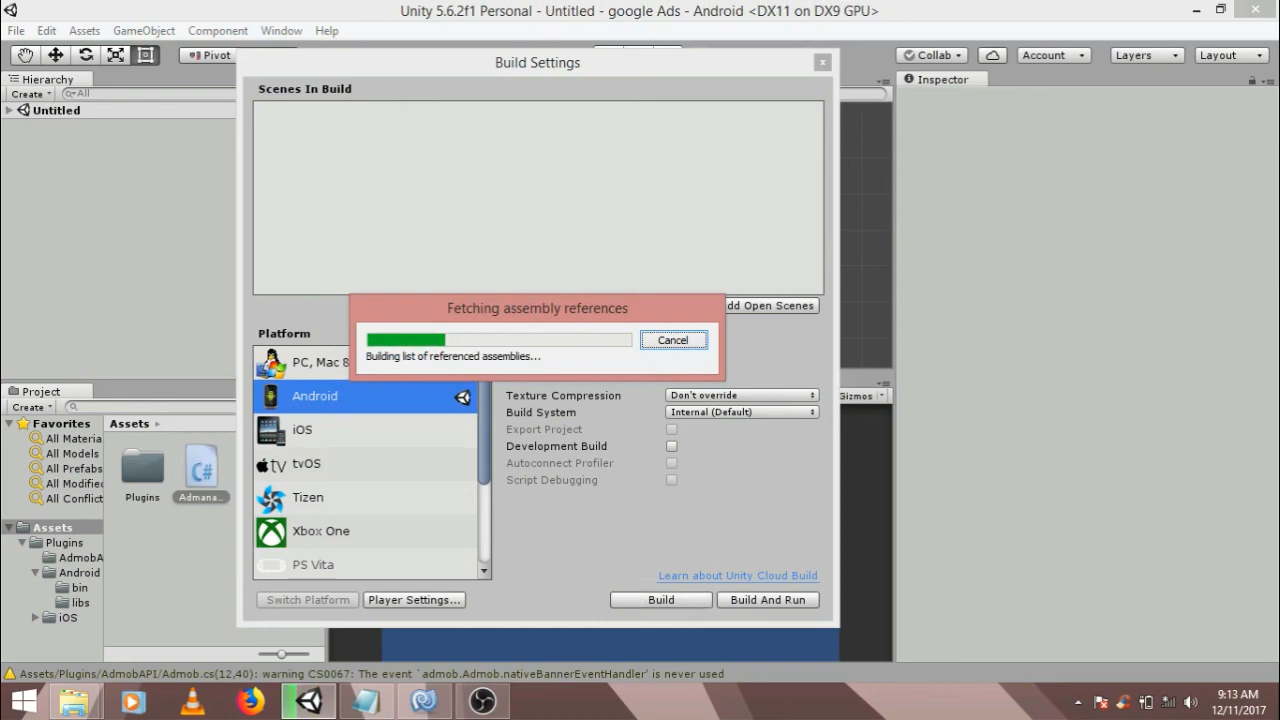 Unity 5.6.2f1 Personal - Untitled - google Ads - Android <DX11 on DX9 GPU>
File Edit Assets GameObject Component Window Help
Pivot
Collab
Account
Layers
Layout
Hierarchy
Create
All
Untitled
Build Settings
Scenes In Build
dd Open Scenes
Inspector
Fetching assembly references
Cancel
Building list of referenced assemblies...
Platform
PC, Mac &
Android
iOS
tv tvOS
Tizen
Xbox One
PS Vita
Texture Compression Don't override
Build System Internal (Default)
Export Project
Development Build
Autoconnect Profiler
Script Debugging
Learn about Unity Cloud Build
Switch Platform Player Settings... Build Build And Run
Gizmos
Project
Create
Favorites
All Materia
All Models
All Prefabs
All Modified
All Conflict
Assets
Plugins
AdmobA
Android
bin
libs
iOS
Assets
Plugins
C#
Admana...
Assets/Plugins/AdmobAPI/Admob.cs(12,40): warning CS0067: The event `admob.Admob.nativeBannerEventHandler' is never used
9:13 AM
12/11/2017